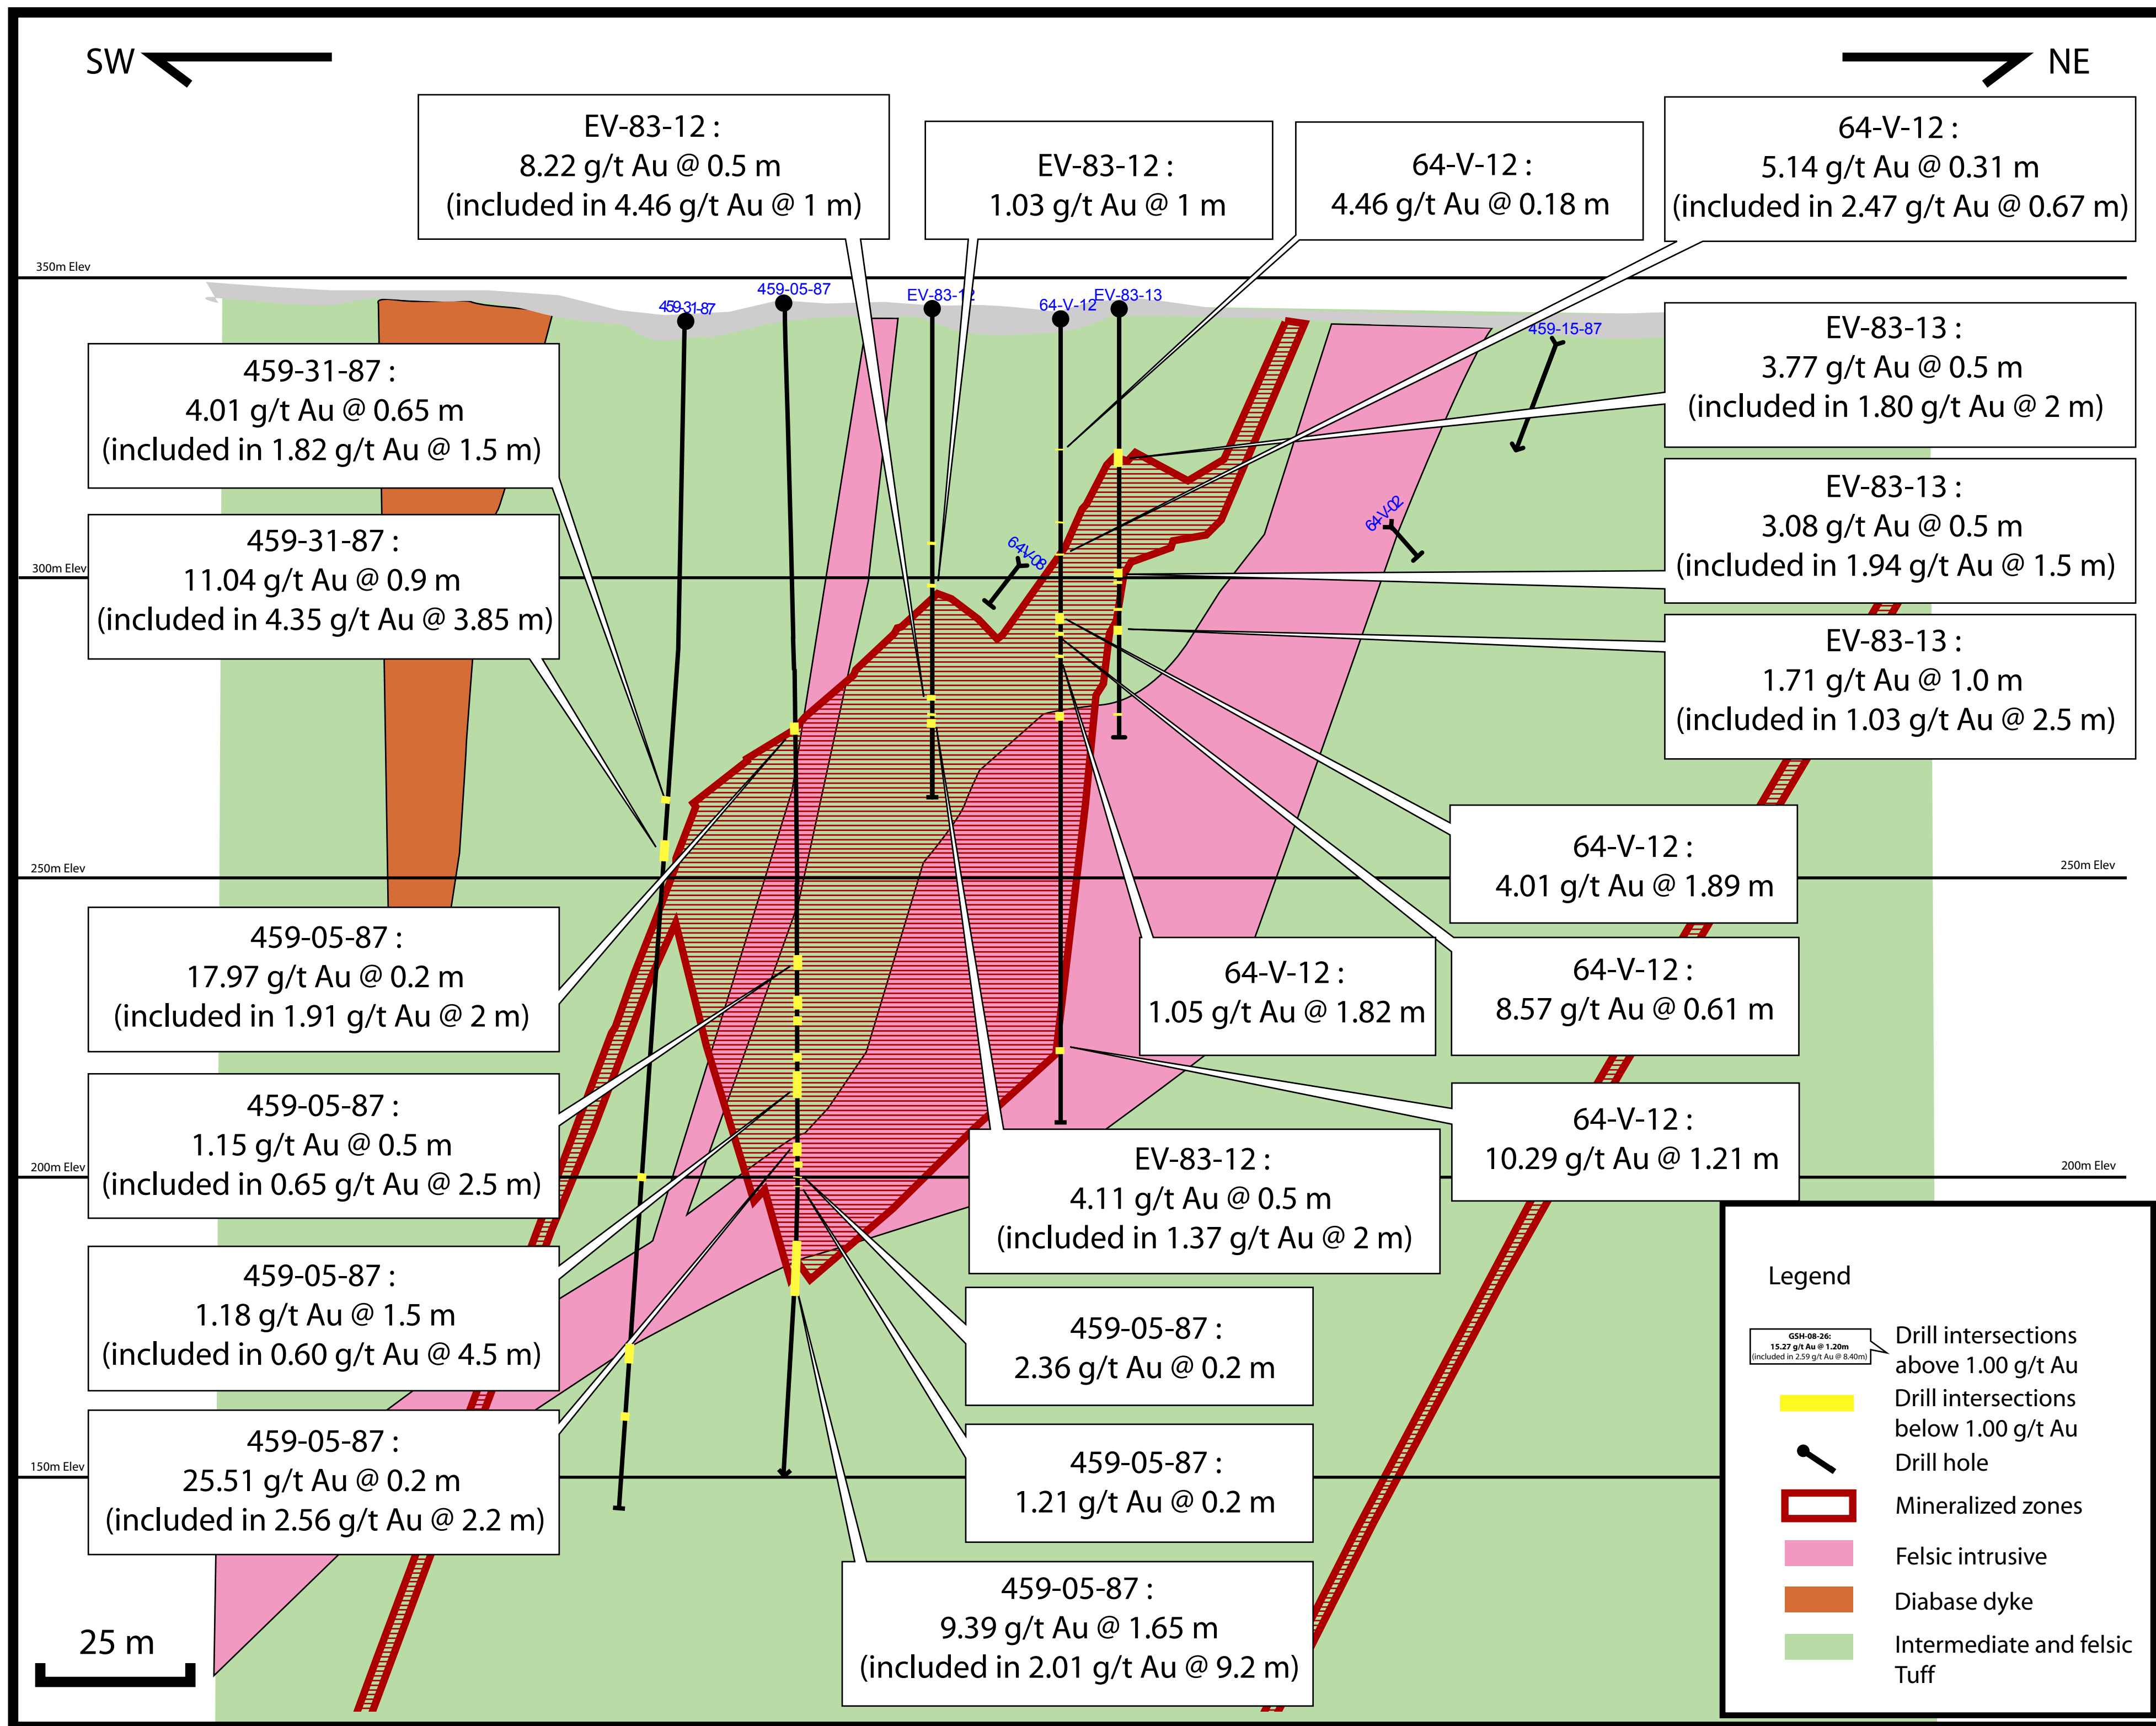 SW
NE
EV-83-12 :
8.22 g/t Au @ 0.5 m
(included in 4.46 g/t Au @ 1 m)
EV-83-12 :
1.03 g/t Au @ 1 m
64-V-12 :
4.46 g/t Au @ 0.18 m
64-V-12 :
5.14 g/t Au @ 0.31 m
(included in 2.47 g/t Au @ 0.67 m)
350m Elev
459-31-87
459-05-87
EV-83-12
64-V-12
EV-83-13
459-15-87
459-31-87 :
4.01 g/t Au @ 0.65 m
(included in 1.82 g/t Au @ 1.5 m)
EV-83-13 :
3.77 g/t Au @ 0.5 m
(included in 1.80 g/t Au @ 2 m)
459-31-87 :
11.04 g/t Au @ 0.9 m
(included in 4.35 g/t Au @ 3.85 m)
EV-83-13 :
3.08 g/t Au @ 0.5 m
(included in 1.94 g/t Au @ 1.5 m)
64-V-02
64V-08
300m Elev
EV-83-13 :
1.71 g/t Au @ 1.0 m
(included in 1.03 g/t Au @ 2.5 m)
64-V-12 :
4.01 g/t Au @ 1.89 m
250m Elev
250m Elev
459-05-87 :
17.97 g/t Au @ 0.2 m
(included in 1.91 g/t Au @ 2 m)
64-V-12 :
1.05 g/t Au @ 1.82 m
64-V-12 :
8.57 g/t Au @ 0.61 m
459-05-87 :
1.15 g/t Au @ 0.5 m
(included in 0.65 g/t Au @ 2.5 m)
64-V-12 :
10.29 g/t Au @ 1.21 m
200m Elev
200m Elev
EV-83-12 :
4.11 g/t Au @ 0.5 m
(included in 1.37 g/t Au @ 2 m)
459-05-87 :
1.18 g/t Au @ 1.5 m
(included in 0.60 g/t Au @ 4.5 m)
459-05-87 :
2.36 g/t Au @ 0.2 m
459-05-87 :
25.51 g/t Au @ 0.2 m
(included in 2.56 g/t Au @ 2.2 m)
459-05-87 :
1.21 g/t Au @ 0.2 m
150m Elev
459-05-87 :
9.39 g/t Au @ 1.65 m
(included in 2.01 g/t Au @ 9.2 m)
25 m
Legend
GSH-08-26:
15.27 g/t Au @ 1.20m
(included in 2.59 g/t Au @ 8.40m)
Drill intersections
above 1.00 g/t Au
Drill intersections
below 1.00 g/t Au
Drill hole
Mineralized zones
Felsic intrusive
Diabase dyke
Intermediate and felsic
Tuff